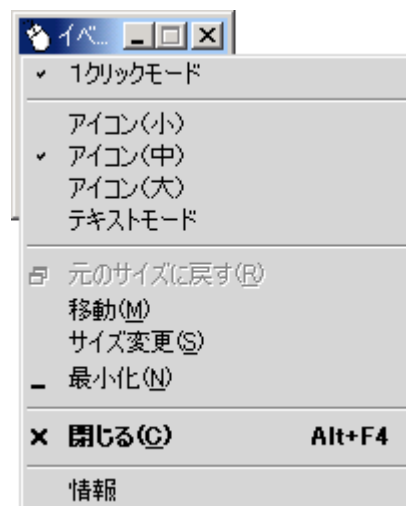 イベ...
1クリックモード
アイコン(小)
アイコン(中)
アイコン(大)
テキストモード
元のサイズに戻す(R)
移動(M)
サイズ変更(S)
最小化(N)
閉じる(C) Alt+F4
情報